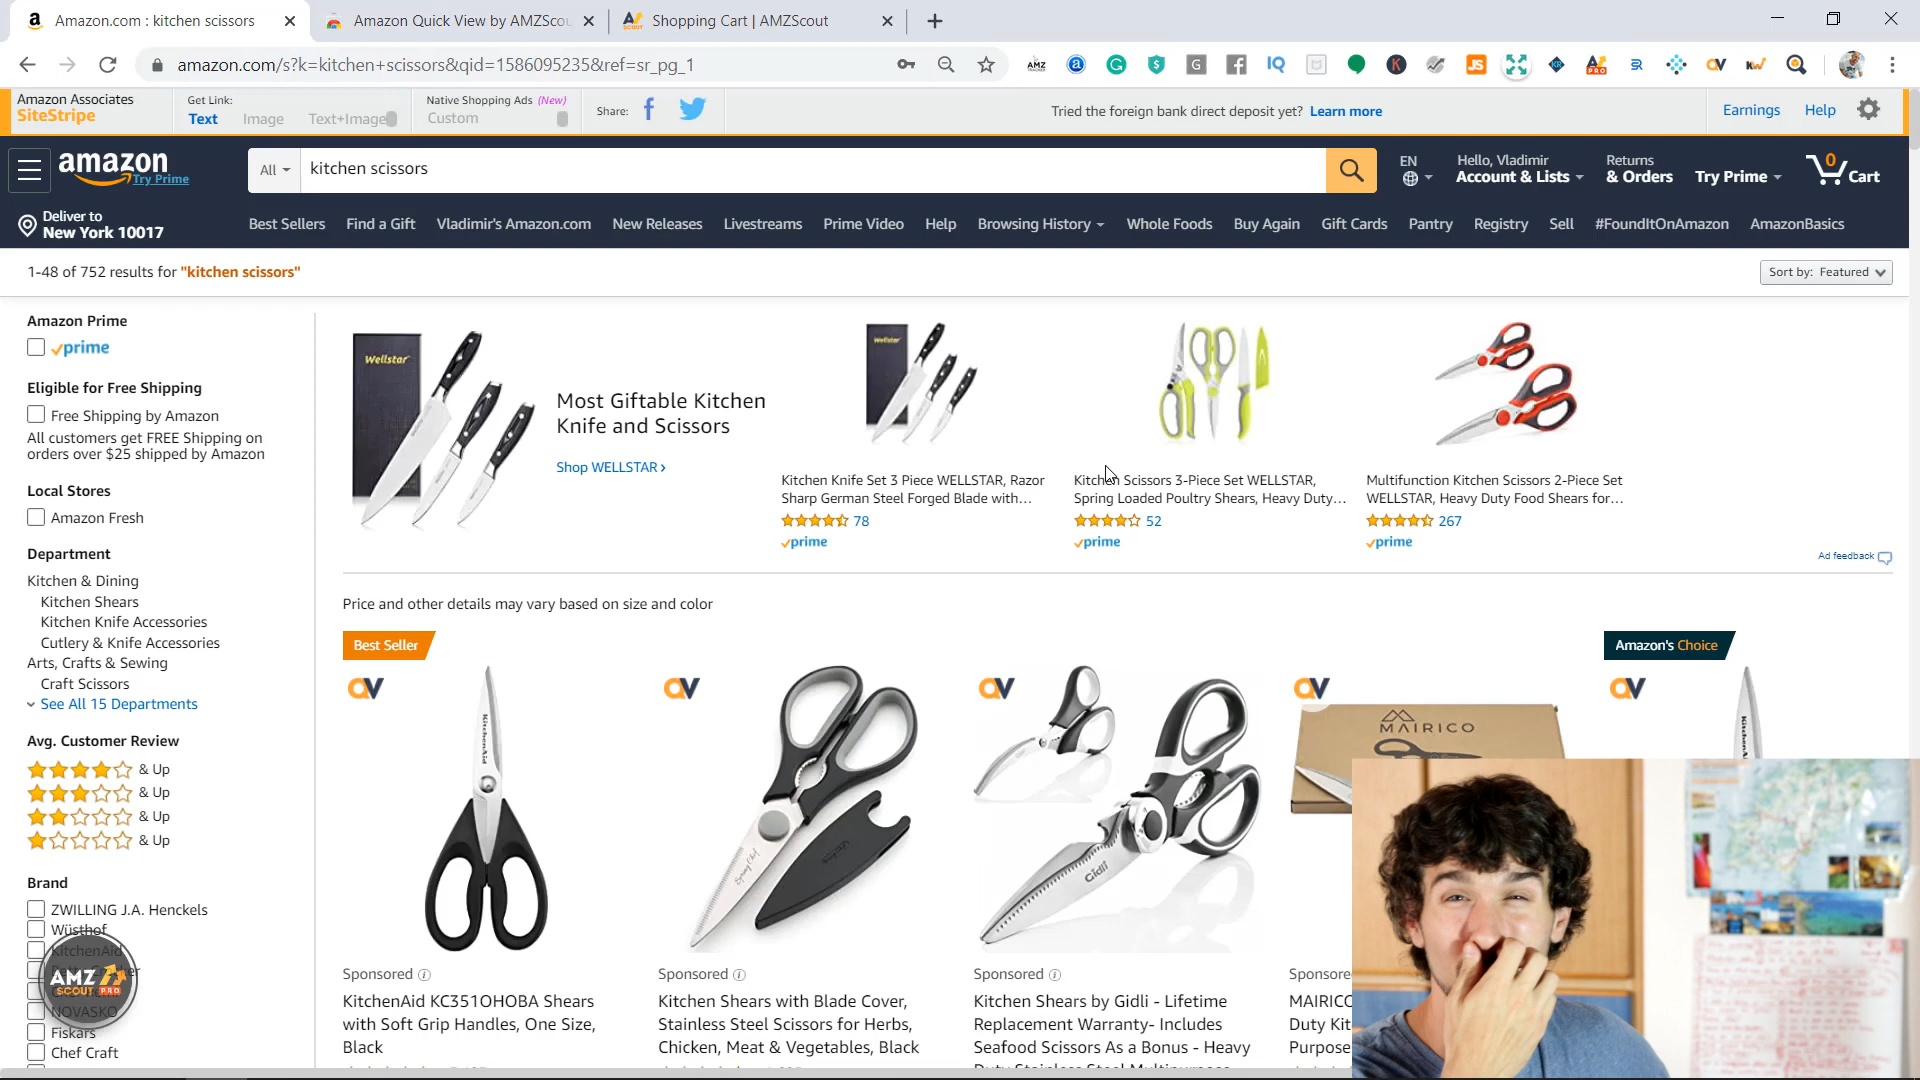 Amazon.com : kitchen scissors
Amazon Quick View by AMZSco
Shopping Cart | AMZScout
amazon.com/s?k=kitchen+scissors&qid=1586095235&ref=sr_pg_1
Amazon Associates
SiteStripe
Get Link:
Text Image Text+Image
Native Shopping Ads (New)
Custom
Share:
Tried the foreign bank direct deposit yet? Learn more
Earnings Help
amazon
Try Prime
All
kitchen scissors
EN
Hello, Vladimir
Account & Lists
Returns
& Orders
Try Prime
0
Cart
Deliver to
New York 10017
Best Sellers Find a Gift Vladimir's Amazon.com New Releases Livestreams Prime Video Help Browsing History Whole Foods Buy Again Gift Cards Pantry Registry Sell #FoundItOnAmazon AmazonBasics
1-48 of 752 results for "kitchen scissors"
Sort by: Featured
Amazon Prime
prime
Eligible for Free Shipping
Free Shipping by Amazon
All customers get FREE Shipping on
orders over $25 shipped by Amazon
Local Stores
Amazon Fresh
Department
Kitchen & Dining
Kitchen Shears
Kitchen Knife Accessories
Cutlery & Knife Accessories
Arts, Crafts & Sewing
Craft Scissors
See All 15 Departments
Avg. Customer Review
& Up
& Up
& Up
& Up
Brand
ZWILLING J.A. Henckels
Wüsthof
KitchenAid
NOVASKO
Fiskars
Chef Craft
AMZ
SCOUT PRO
Wellstar
Most Giftable Kitchen
Knife and Scissors
Shop WELLSTAR ›
Wellstar
Kitchen Knife Set 3 Piece WELLSTAR, Razor
Sharp German Steel Forged Blade with...
78
prime
Kitchen Scissors 3-Piece Set WELLSTAR,
Spring Loaded Poultry Shears, Heavy Duty...
52
prime
Multifunction Kitchen Scissors 2-Piece Set
WELLSTAR, Heavy Duty Food Shears for...
267
prime
Ad feedback
Price and other details may vary based on size and color
Best Seller
KitchenAid
Sponsored
KitchenAid KC351OHOBA Shears
with Soft Grip Handles, One Size,
Black
Spring Chef
Sponsored
Kitchen Shears with Blade Cover,
Stainless Steel Scissors for Herbs,
Chicken, Meat & Vegetables, Black
Gidli
Sponsored
Kitchen Shears by Gidli - Lifetime
Replacement Warranty- Includes
Seafood Scissors As a Bonus - Heavy
Duty Stainless Steel Multipurpose
MAIRICO
Sponsore
MAIRICO
Duty Kit
Purpose
Amazon's Choice
KitchenAid